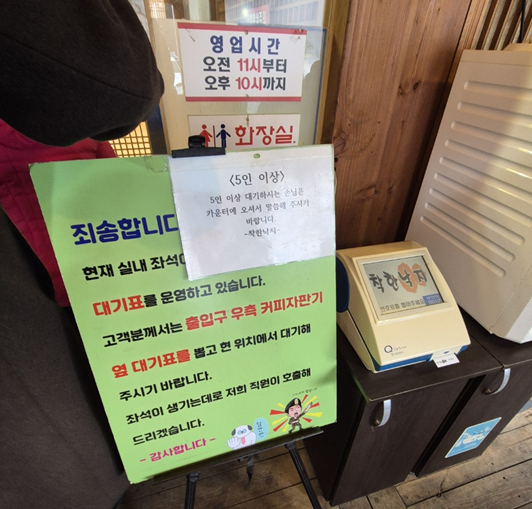 영업시간
오전 11시부터
오후 10시까지
화장실
<5인 이상>
5인 이상 대기하시는 손님은
카운터에 오셔서 말씀해 주시기
바랍니다.
-착한낙지-
죄송합니다
현재 실내 좌석이
대기표를 운영하고 있습니다.
고객분께서는 출입구 우측 커피자판기
옆 대기표를 뽑고 현 위치에서 대기해
주시기 바랍니다.
좌석이 생기는데로 저희 직원이 호출해
드리겠습니다.
- 감사합니다 -
착한낙지